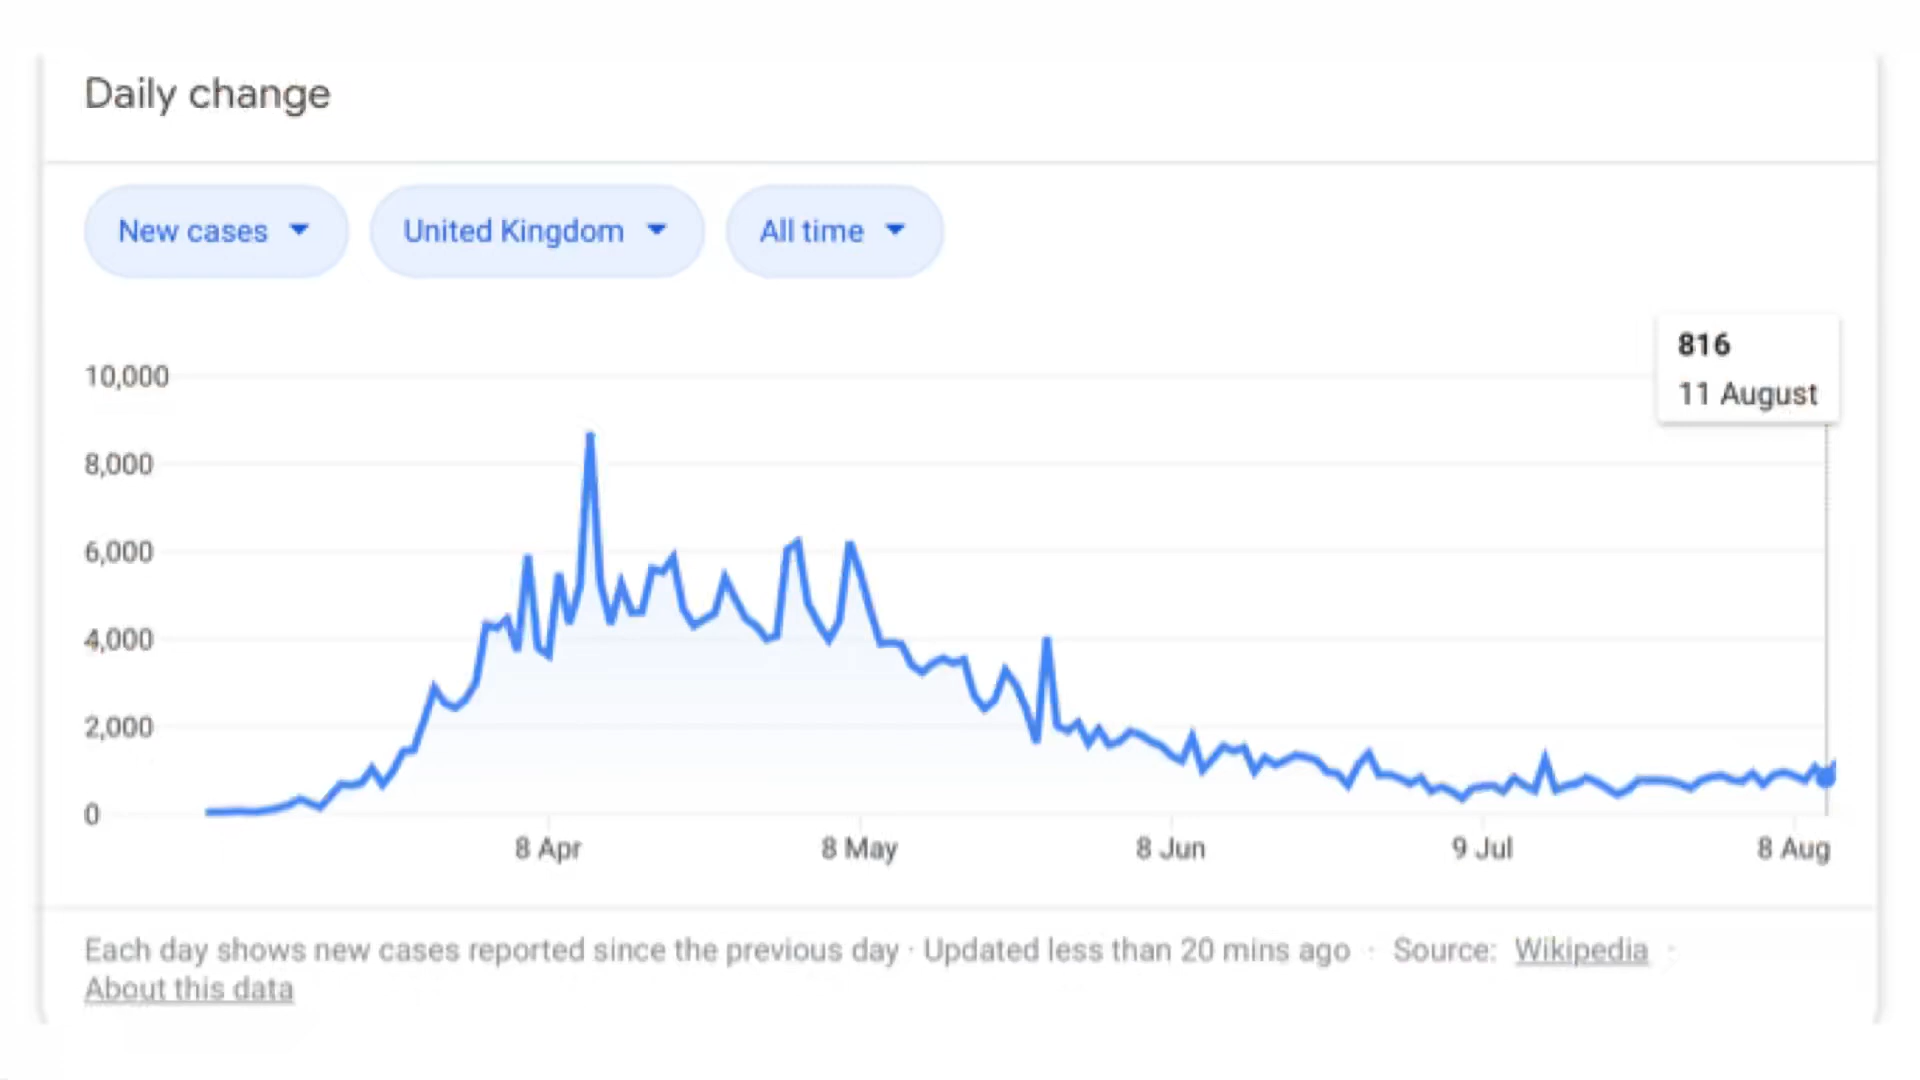 Daily change
New cases
United Kingdom
All time
816
11 August
10,000
8,000
6,000
4,000
2,000
0
8 Apr
8 May
8 Jun
9 Jul
8 Aug
Each day shows new cases reported since the previous day · Updated less than 20 mins ago · Source: Wikipedia ·
About this data